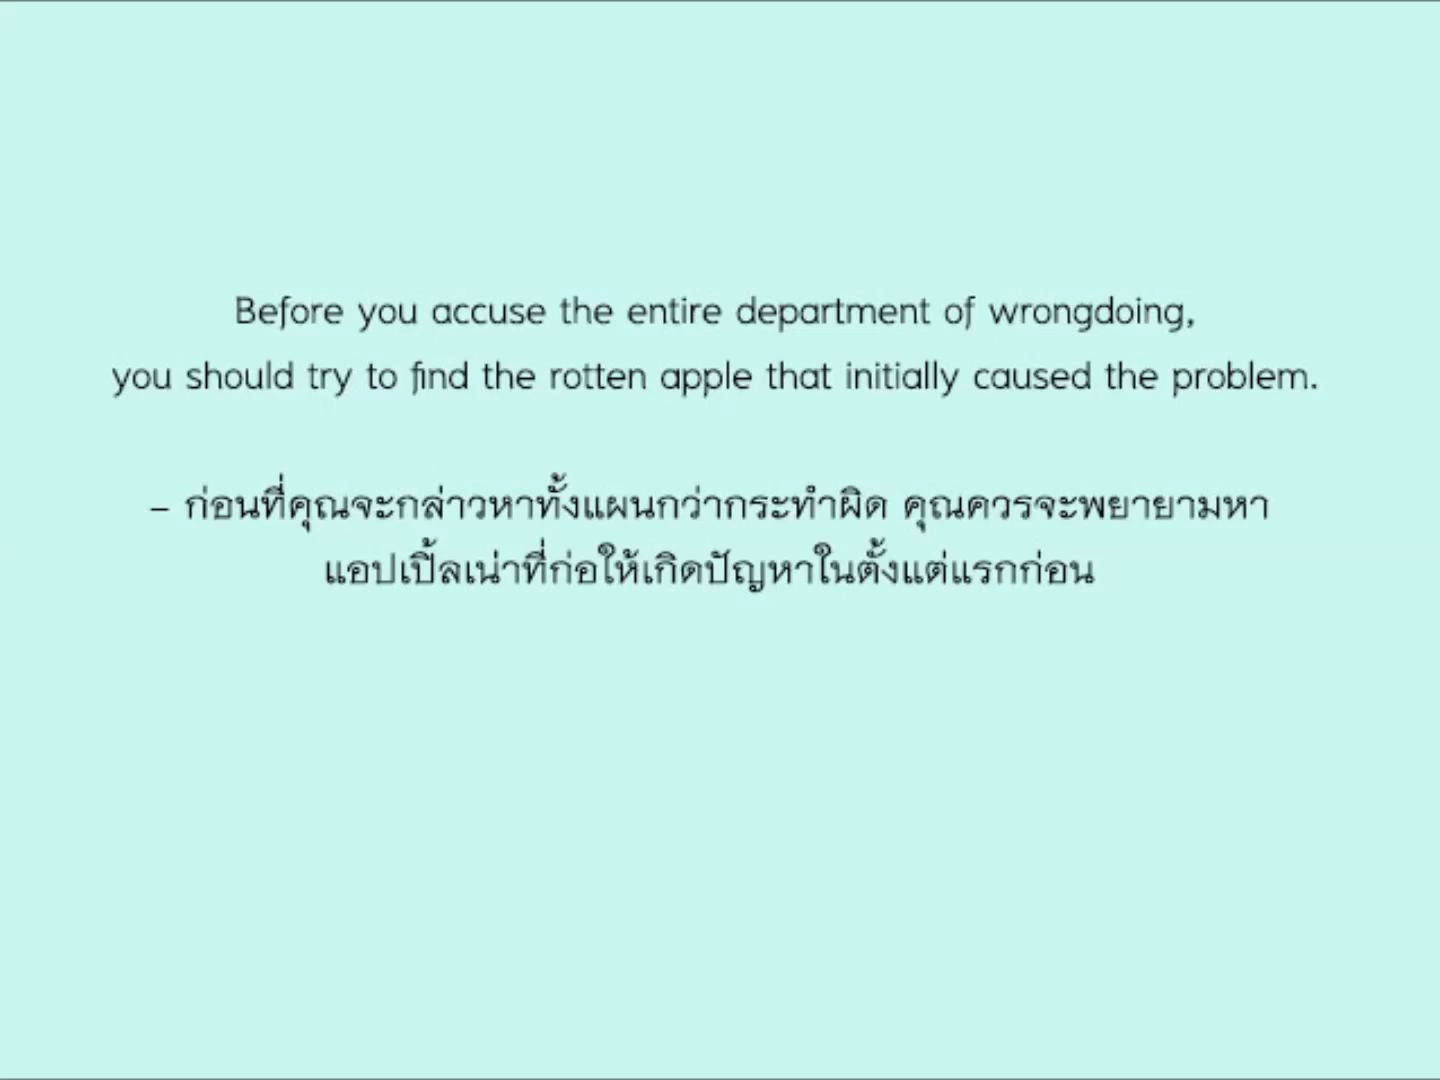 Before you accuse the entire department of wrongdoing,
you should try to find the rotten apple that initially caused the problem.
– ก่อนที่คุณจะกล่าวหาทั้งแผนกว่ากระทำผิด คุณควรจะพยายามหา
แอปเปิ้ลเน่าที่ก่อให้เกิดปัญหาในตั้งแต่แรกก่อน